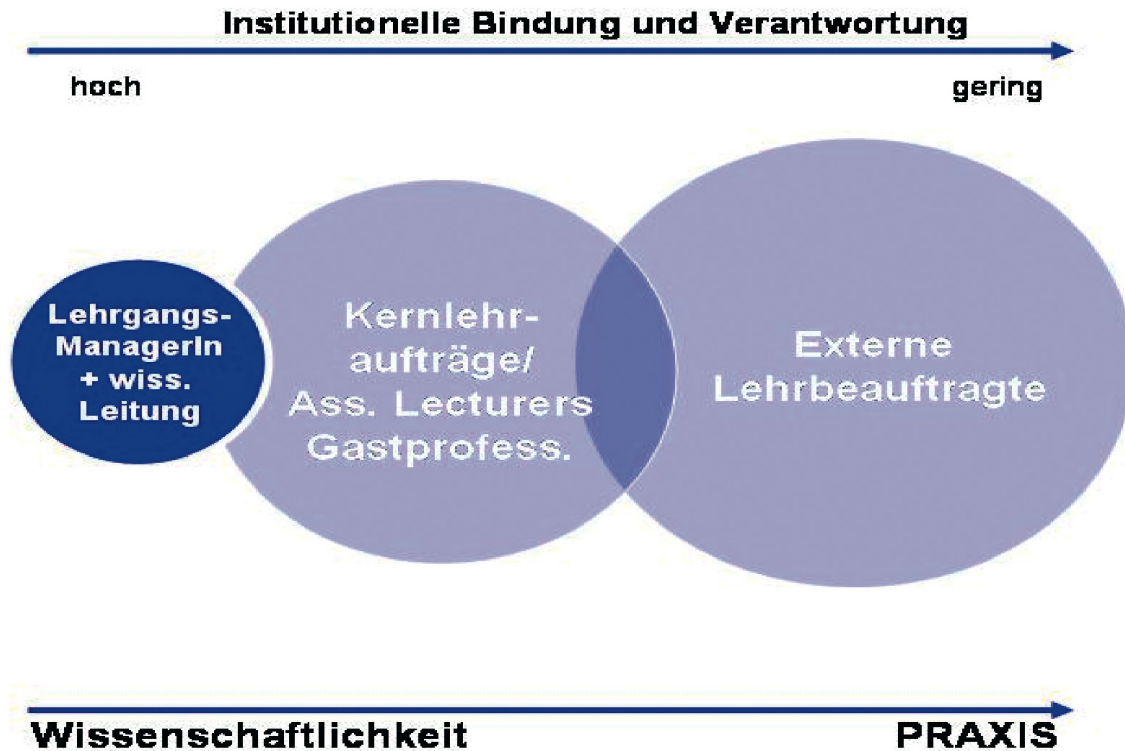 Institutionelle Bindung und Verantwortung
hoch
gering
Lehrgangs-
ManagerIn
+ wiss.
Leitung
Kernlehr-
aufträge/
Ass. Lecturers
Gastprofess.
Externe
Lehrbeauftragte
Wissenschaftlichkeit
PRAXIS